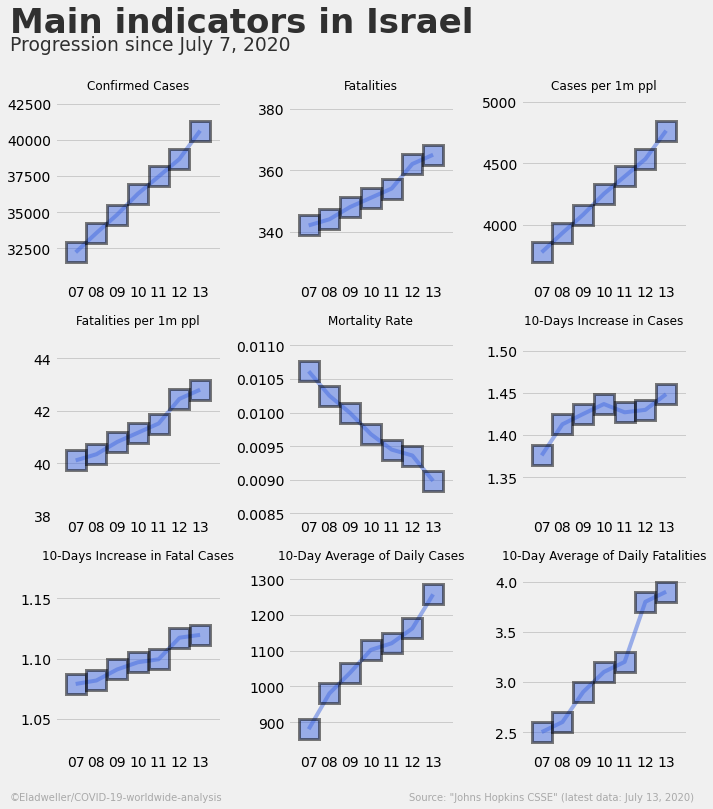 Main indicators in Israel
Progression since July 7, 2020
Confirmed Cases
42500
40000
37500
35000
32500
07 08 09 10 11 12 13
Fatalities
380
360
340
07 08 09 10 11 12 13
Cases per 1m ppl
5000
4500
4000
07 08 09 10 11 12 13
Fatalities per 1m ppl
44
42
40
38
07 08 09 10 11 12 13
Mortality Rate
0.0110
0.0105
0.0100
0.0095
0.0090
0.0085
07 08 09 10 11 12 13
10-Days Increase in Cases
1.50
1.45
1.40
1.35
07 08 09 10 11 12 13
10-Days Increase in Fatal Cases
1.15
1.10
1.05
07 08 09 10 11 12 13
10-Day Average of Daily Cases
1300
1200
1100
1000
900
07 08 09 10 11 12 13
10-Day Average of Daily Fatalities
4.0
3.5
3.0
2.5
07 08 09 10 11 12 13
©Eladweller/COVID-19-worldwide-analysis
Source: "Johns Hopkins CSSE" (latest data: July 13, 2020)